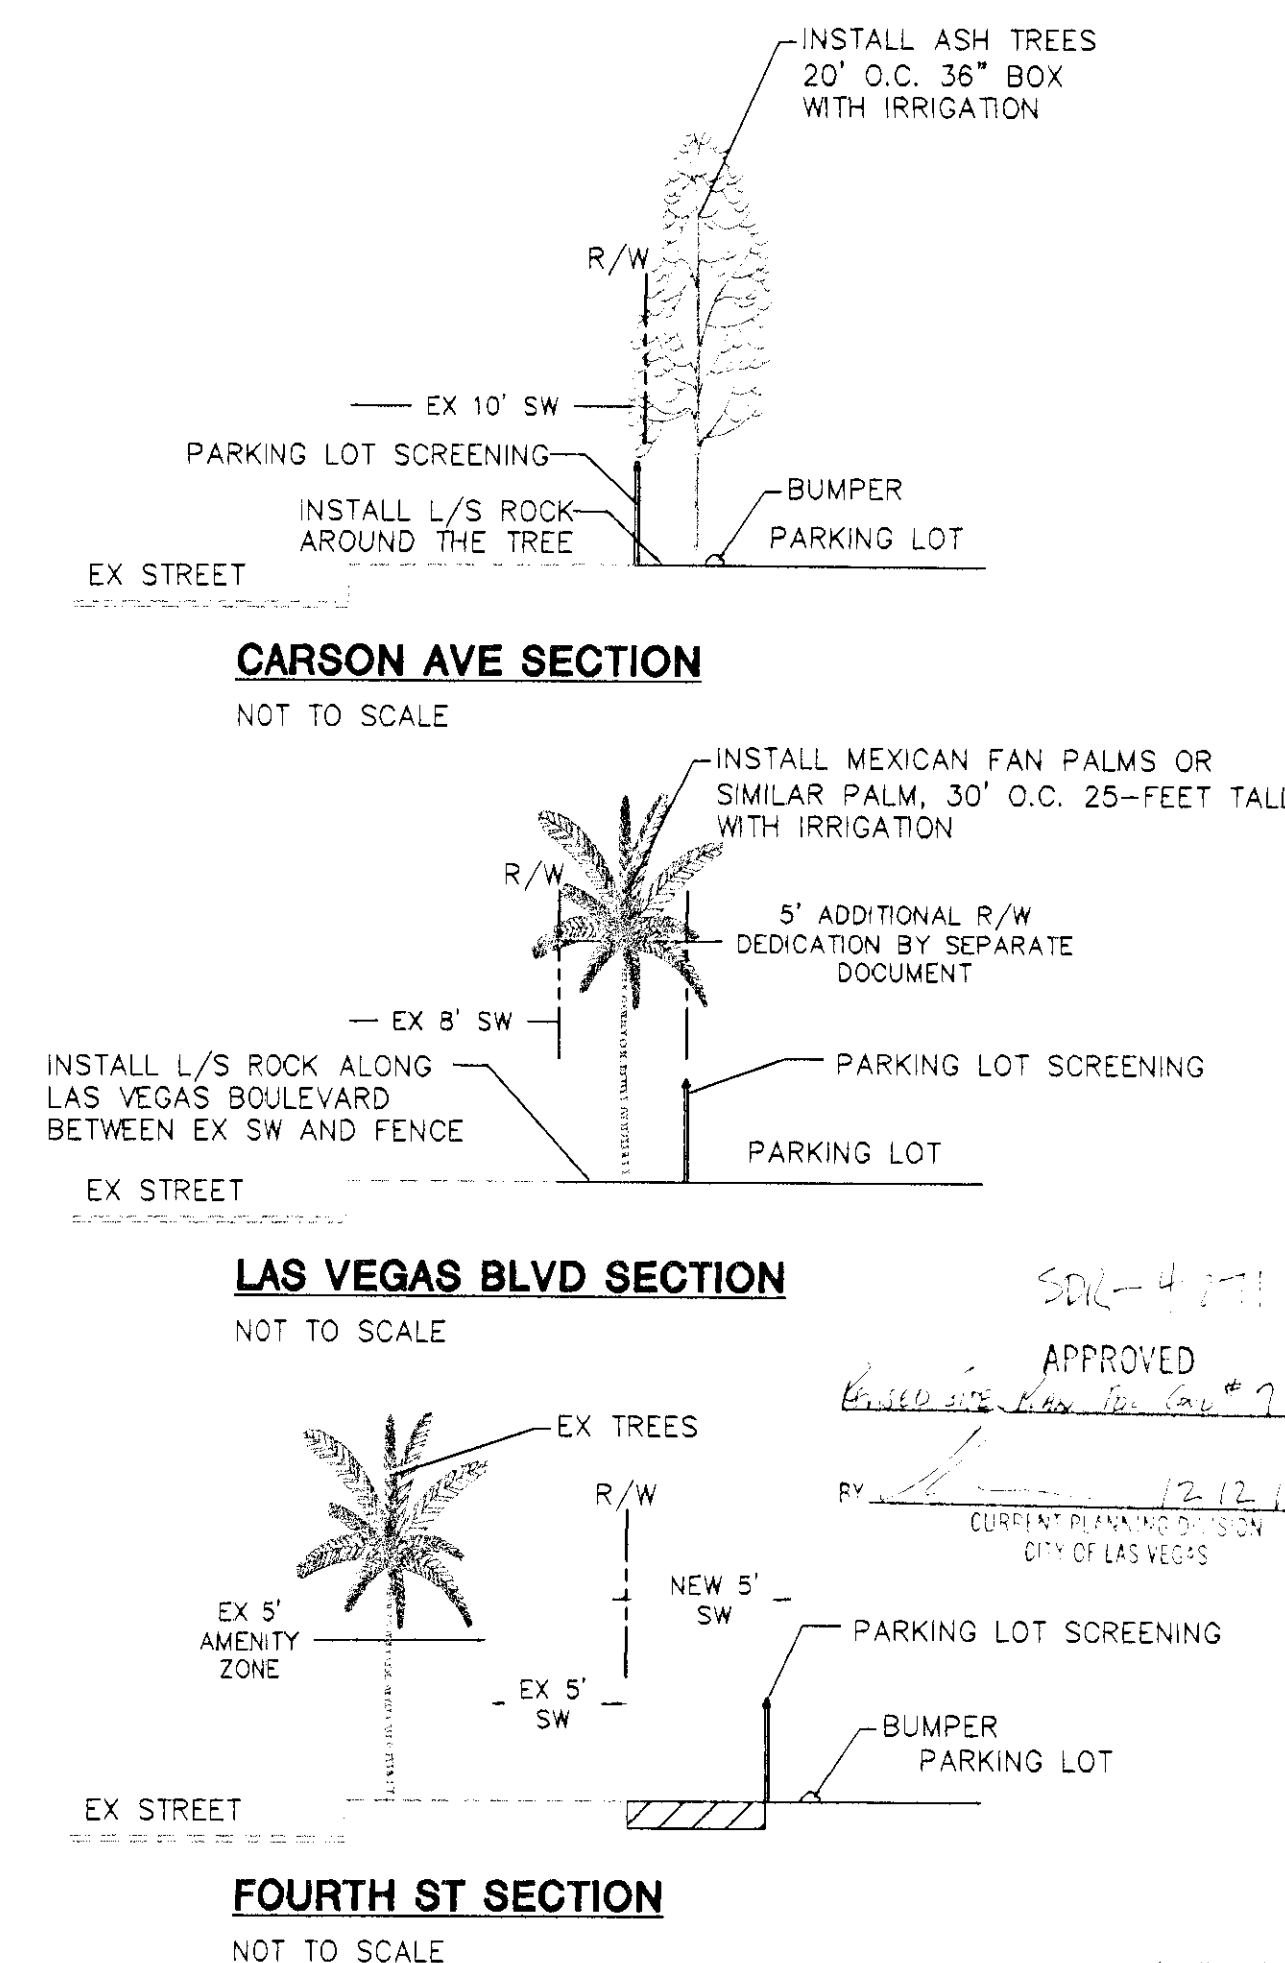 INSTALL ASH TREES
20' O.C. 36" BOX
WITH IRRIGATION
R/W
EX 10' SW
PARKING LOT SCREENING
INSTALL L/S ROCK
AROUND THE TREE
BUMPER
PARKING LOT
EX STREET
CARSON AVE SECTION
NOT TO SCALE
INSTALL MEXICAN FAN PALMS OR
SIMILAR PALM, 30' O.C. 25-FEET TALL
WITH IRRIGATION
R/W
5' ADDITIONAL R/W
DEDICATION BY SEPARATE
DOCUMENT
EX 8' SW
INSTALL L/S ROCK ALONG
LAS VEGAS BOULEVARD
BETWEEN EX SW AND FENCE
PARKING LOT SCREENING
PARKING LOT
EX STREET
LAS VEGAS BLVD SECTION
NOT TO SCALE
APPROVED
SITE PLAN
BY
CURRENT PLANNING DIVISION
CITY OF LAS VEGAS
EX TREES
R/W
NEW 5'
SW
EX 5'
AMENITY
ZONE
EX 5'
SW
PARKING LOT SCREENING
BUMPER
PARKING LOT
EX STREET
FOURTH ST SECTION
NOT TO SCALE